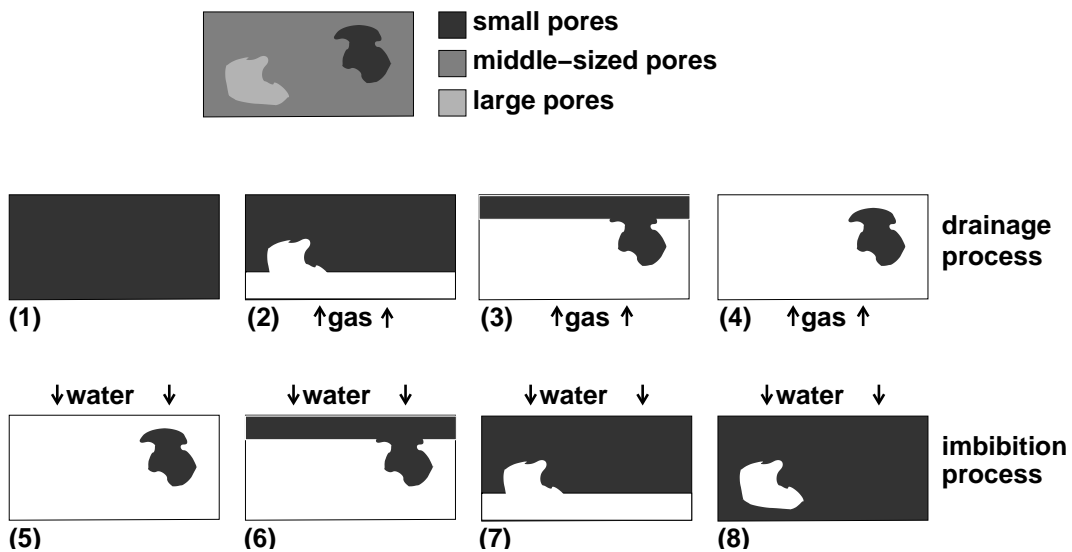 small pores
middle−sized pores
large pores
drainage
process
(1)
(2) ↑gas ↑
(3) ↑gas ↑
(4) ↑gas ↑
↓water ↓
↓water ↓
↓water ↓
↓water ↓
imbibition
process
(5)
(6)
(7)
(8)